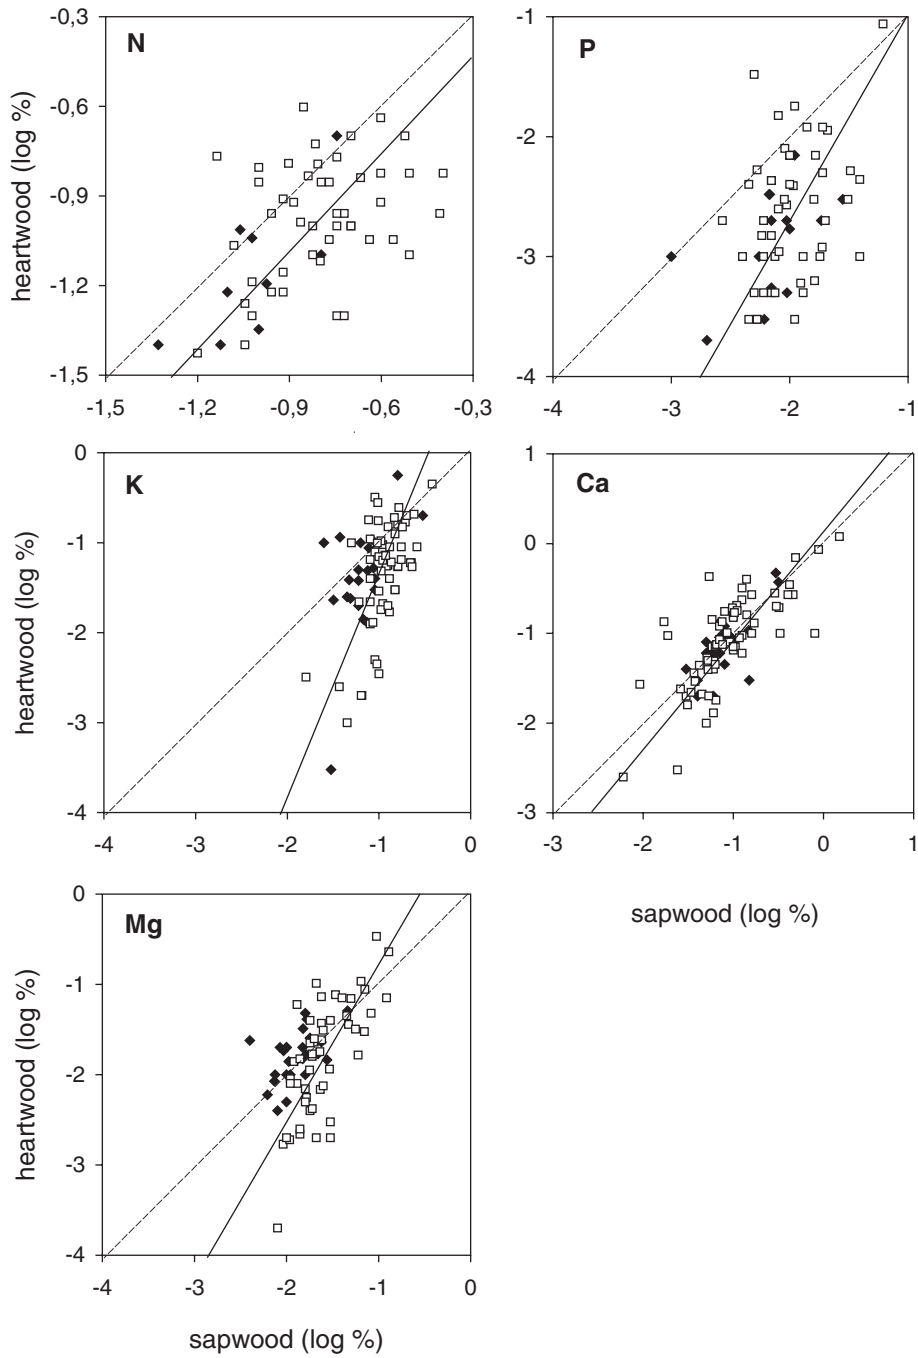 -0,3
N
-0,6
-0,9
-1,2
-1,5
heartwood (log %)
-1,5 -1,2 -0,9 -0,6 -0,3
-1
P
-2
-3
-4
-4 -3 -2 -1
0
K
-1
-2
-3
-4
heartwood (log %)
-4 -3 -2 -1 0
1
Ca
0
-1
-2
-3
-3 -2 -1 0 1
sapwood (log %)
0
Mg
-1
-2
-3
-4
heartwood (log %)
-4 -3 -2 -1 0
sapwood (log %)